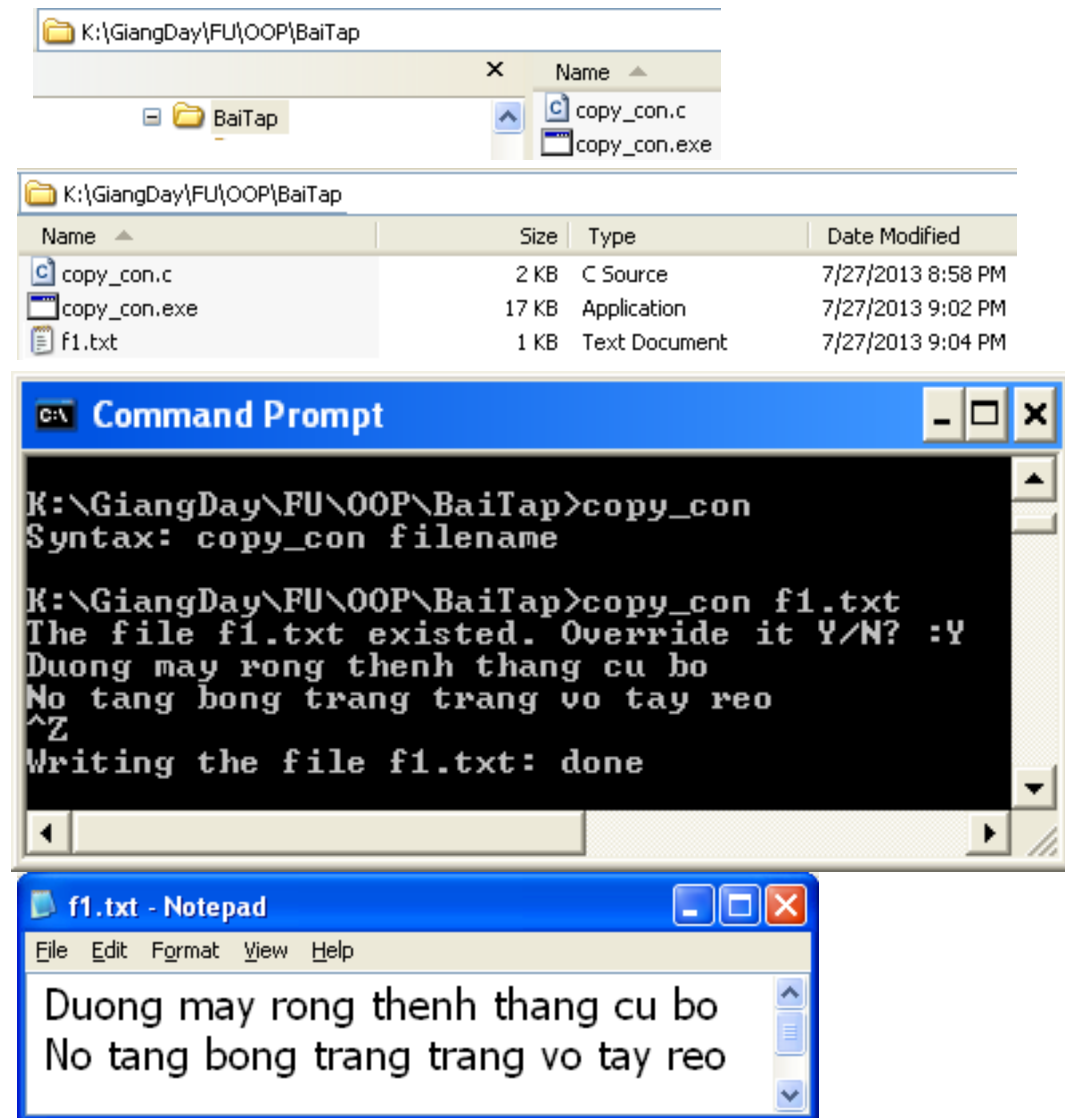 K:\GiangDay\FU\OOP\BaiTap
Name
BaiTap
copy_con.c
copy_con.exe
K:\GiangDay\FU\OOP\BaiTap
Name Size Type Date Modified
copy_con.c 2 KB C Source 7/27/2013 8:58 PM
copy_con.exe 17 KB Application 7/27/2013 9:02 PM
f1.txt 1 KB Text Document 7/27/2013 9:04 PM
C:\ Command Prompt
K:\GiangDay\FU\OOP\BaiTap>copy_con
Syntax: copy_con filename
K:\GiangDay\FU\OOP\BaiTap>copy_con f1.txt
The file f1.txt existed. Override it Y/N? :Y
Duong may rong thenh thang cu bo
No tang bong trang trang vo tay reo
^Z
Writing the file f1.txt: done
f1.txt - Notepad
File Edit Format View Help
Duong may rong thenh thang cu bo
No tang bong trang trang vo tay reo